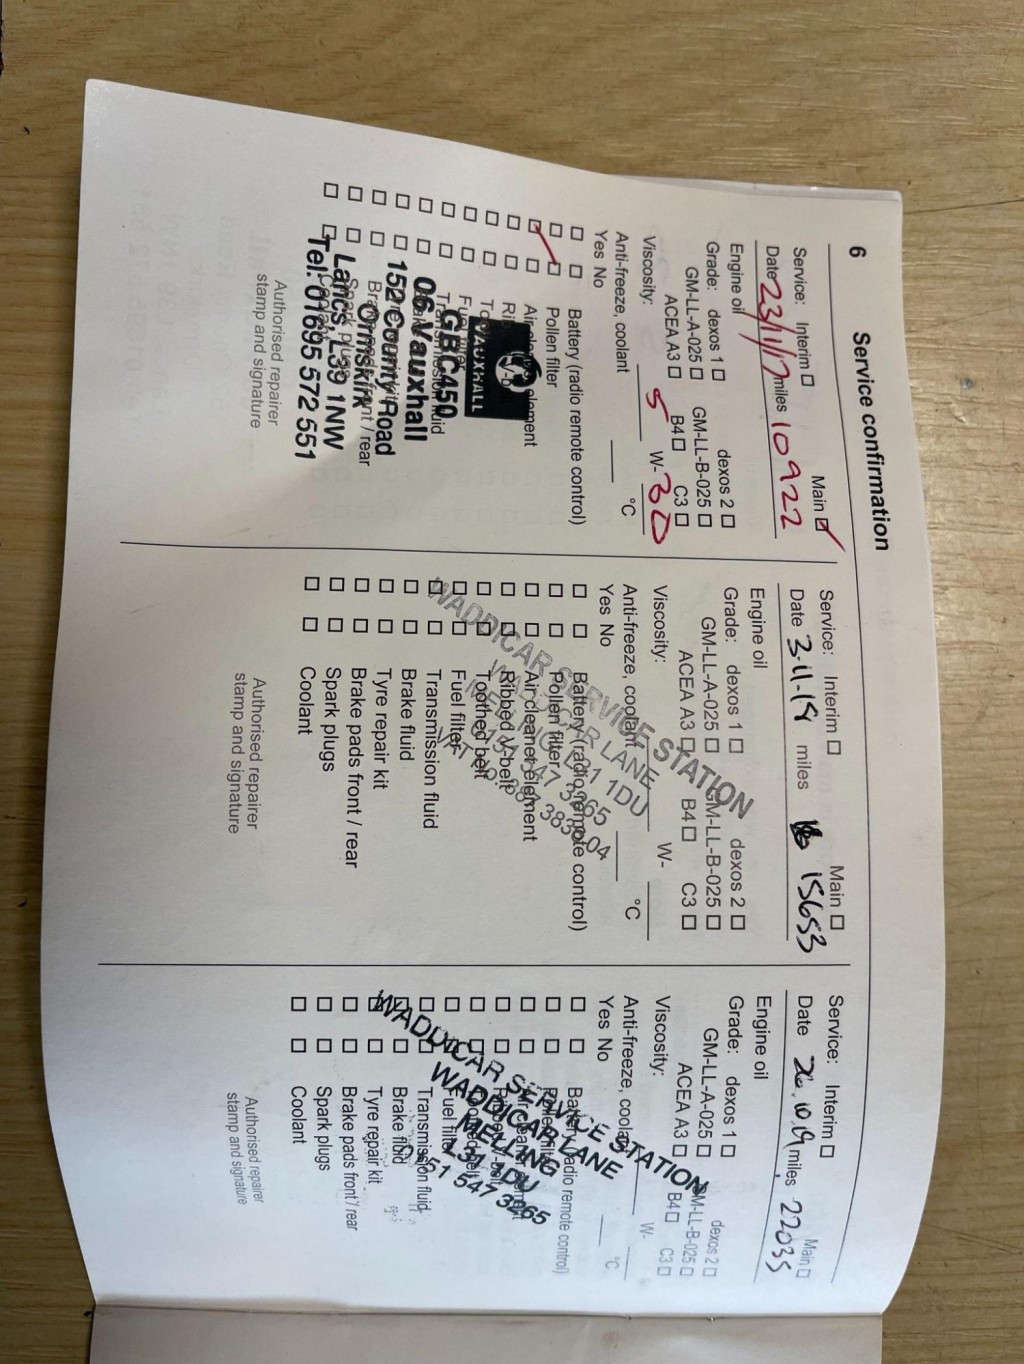 6 Service confirmation
Service: Interim ☐ Main ☑
Date 23/11/17 miles 10922
Engine oil
Grade: dexos 1 ☐ dexos 2 ☐
GM-LL-A-025 ☐ GM-LL-B-025 ☐
ACEA A3 ☐ B4 ☐ C3 ☐
Viscosity: 5 W- 30
Anti-freeze, coolant °C
Yes No
☐ ☐ Battery (radio remote control)
☐ ☑ Pollen filter
VAUXHALL
GBC450
06 Vauxhall
152 County Road
Ormskirk
Lancs, L39 1NW
Tel: 01695 572 551
Authorised repairer
stamp and signature
Service: Interim ☐ Main ☐
Date 3-11-18 miles 15653
Engine oil
Grade: dexos 1 ☐ dexos 2 ☐
GM-LL-A-025 ☐ GM-LL-B-025 ☐
ACEA A3 ☐ B4 ☐ C3 ☐
Viscosity: W-
Anti-freeze, coolant °C
Yes No
☐ ☐ Battery (radio remote control)
☐ ☐ Pollen filter
☐ ☐ Air cleaner element
☐ ☐ Ribbed v-belt
☐ ☐ Toothed belt
☐ ☐ Fuel filter
☐ ☐ Transmission fluid
☐ ☐ Brake fluid
☐ ☐ Tyre repair kit
☐ ☐ Brake pads front / rear
☐ ☐ Spark plugs
☐ ☐ Coolant
WADDICAR SERVICE STATION
WADDICAR LANE
MELLING L31 1DU
0151 547 3265
Authorised repairer
stamp and signature
Service: Interim ☐ Main ☐
Date 26.10.19 miles 22035
Engine oil
Grade: dexos 1 ☐ dexos 2 ☐
GM-LL-A-025 ☐ GM-LL-B-025 ☐
ACEA A3 ☐ B4 ☐ C3 ☐
Viscosity: W-
Anti-freeze, coolant °C
Yes No
☐ ☐ Battery (radio remote control)
☐ ☐ Transmission fluid
☐ ☐ Brake fluid
☐ ☐ Tyre repair kit
☐ ☐ Brake pads front / rear
☐ ☐ Spark plugs
☐ ☐ Coolant
WADDICAR SERVICE STATION
WADDICAR LANE
MELLING
L31 1DU
0151 547 3265
Authorised repairer
stamp and signature